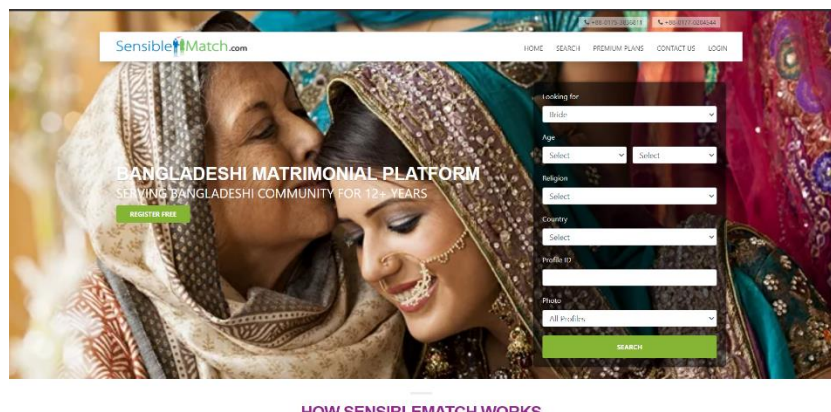 SensibleMatch.com
HOME SEARCH PREMIUM PLANS CONTACT US LOGIN
BANGLADESHI MATRIMONIAL PLATFORM
SERVING BANGLADESHI COMMUNITY FOR 12+ YEARS
REGISTER FREE
Looking for
Bride
Age
Select Select
Religion
Select
Country
Select
Profile ID
Photo
All Profiles
SEARCH
HOW SENSIBLEMATCH WORKS